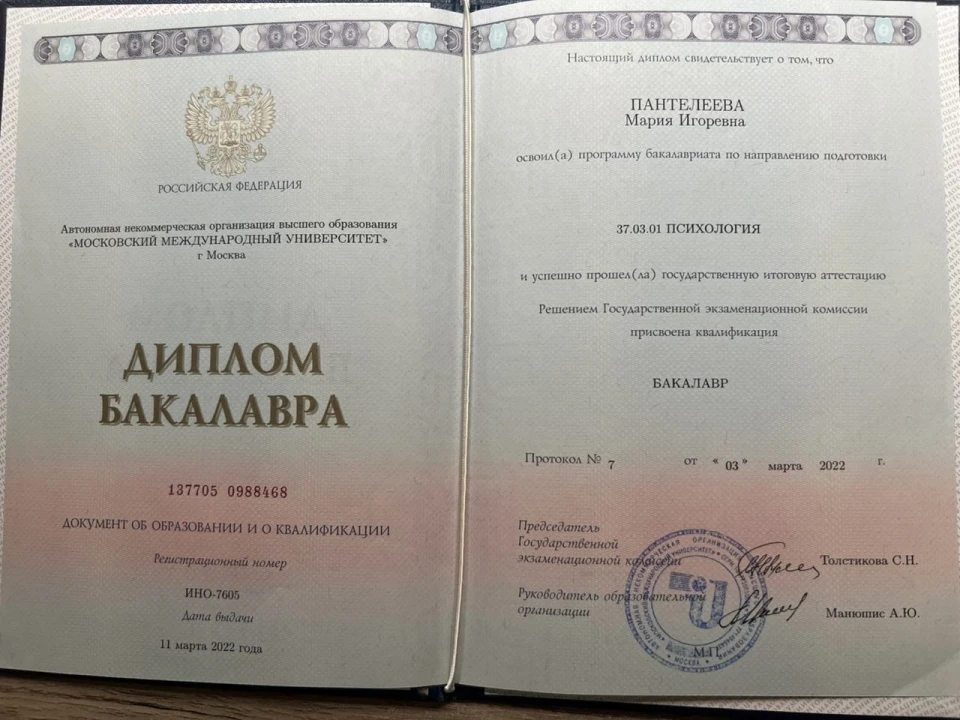 РОССИЙСКАЯ ФЕДЕРАЦИЯ
Автономная некоммерческая организация высшего образования
«МОСКОВСКИЙ МЕЖДУНАРОДНЫЙ УНИВЕРСИТЕТ»
г Москва
ДИПЛОМ
БАКАЛАВРА
137705 0988468
ДОКУМЕНТ ОБ ОБРАЗОВАНИИ И О КВАЛИФИКАЦИИ
Регистрационный номер
ИНО-7605
Дата выдачи
11 марта 2022 года
Настоящий диплом свидетельствует о том, что
ПАНТЕЛЕЕВА
Мария Игоревна
освоил(а) программу бакалавриата по направлению подготовки
37.03.01 ПСИХОЛОГИЯ
и успешно прошел(ла) государственную итоговую аттестацию
Решением Государственной экзаменационной комиссии
присвоена квалификация
БАКАЛАВР
Протокол № 7 от « 03 » марта 2022 г.
Председатель
Государственной
экзаменационной комиссии Толстикова С.Н.
Руководитель образовательной
организации Манюшис А.Ю.
М.П.
МОСКВА